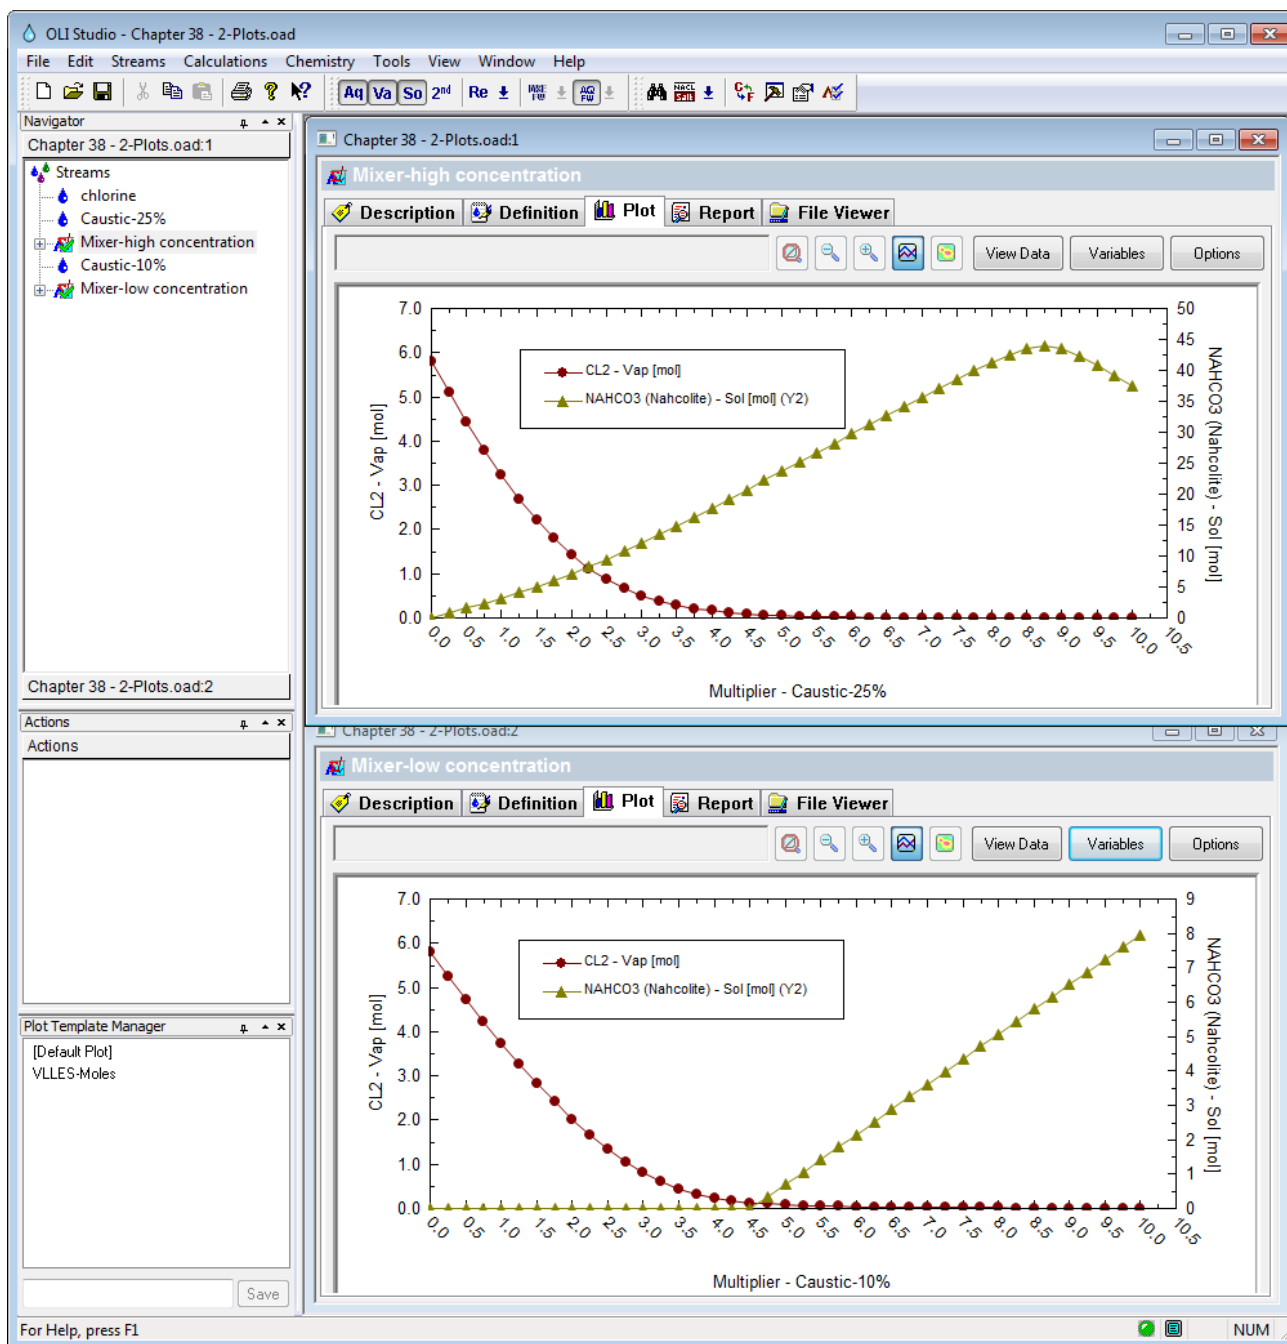 OLI Studio - Chapter 38 - 2-Plots.oad
File Edit Streams Calculations Chemistry Tools View Window Help
Aq Va So 2nd Re
Navigator
Chapter 38 - 2-Plots.oad:1
Streams
chlorine
Caustic-25%
Mixer-high concentration
Caustic-10%
Mixer-low concentration
Chapter 38 - 2-Plots.oad:2
Actions
Actions
Plot Template Manager
[Default Plot]
VLLES-Moles
Save
Chapter 38 - 2-Plots.oad:1
Mixer-high concentration
Description Definition Plot Report File Viewer
View Data Variables Options
CL2 - Vap [mol]
7.0
6.0
5.0
4.0
3.0
2.0
1.0
0.0
CL2 - Vap [mol]
NAHCO3 (Nahcolite) - Sol [mol] (Y2)
50
45
40
35
30
25
20
15
10
5
0
NAHCO3 (Nahcolite) - Sol [mol]
0.0 0.5 1.0 1.5 2.0 2.5 3.0 3.5 4.0 4.5 5.0 5.5 6.0 6.5 7.0 7.5 8.0 8.5 9.0 9.5 10.0 10.5
Multiplier - Caustic-25%
Chapter 38 - 2-Plots.oad:2
Mixer-low concentration
Description Definition Plot Report File Viewer
View Data Variables Options
CL2 - Vap [mol]
7.0
6.0
5.0
4.0
3.0
2.0
1.0
0.0
CL2 - Vap [mol]
NAHCO3 (Nahcolite) - Sol [mol] (Y2)
9
8
7
6
5
4
3
2
1
0
NAHCO3 (Nahcolite) - Sol [mol]
0.0 0.5 1.0 1.5 2.0 2.5 3.0 3.5 4.0 4.5 5.0 5.5 6.0 6.5 7.0 7.5 8.0 8.5 9.0 9.5 10.0 10.5
Multiplier - Caustic-10%
For Help, press F1
NUM